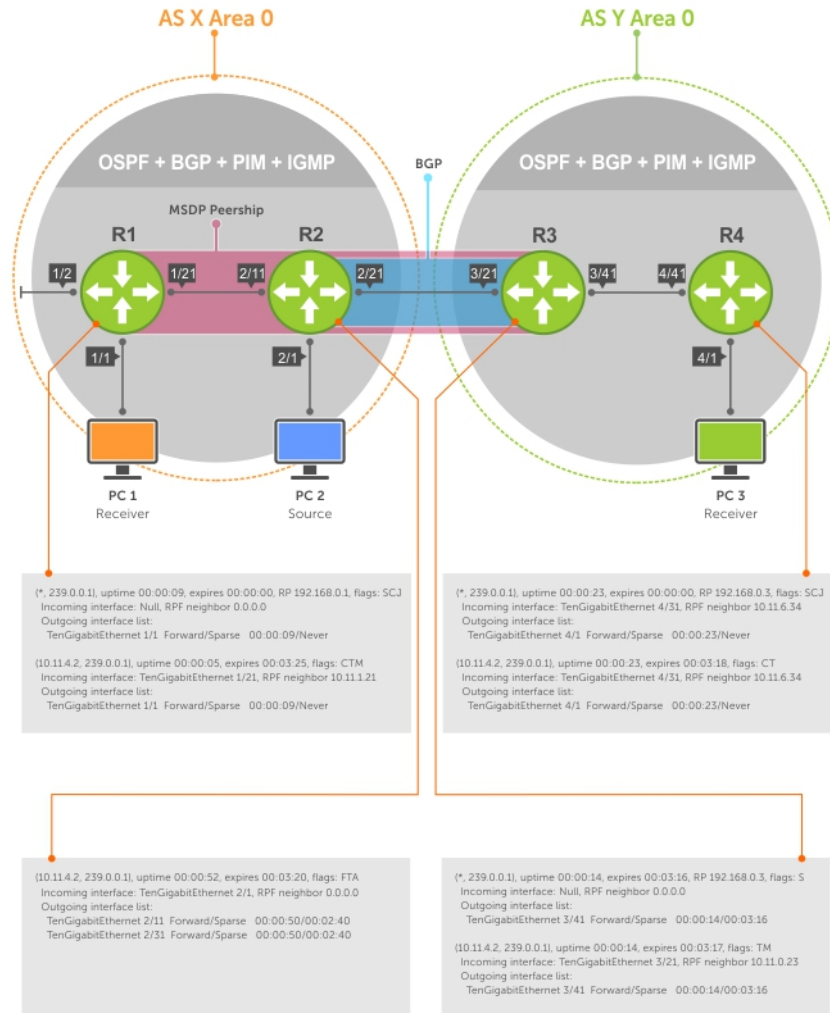 AS X Area 0
AS Y Area 0
OSPF + BGP + PIM + IGMP
BGP
OSPF + BGP + PIM + IGMP
MSDP Peership
R1
R2
R3
R4
1/2
1/21
2/11
2/21
3/21
3/41
4/41
1/1
2/1
4/1
PC 1
Receiver
PC 2
Source
PC 3
Receiver
(*, 239.0.0.1), uptime 00:00:09, expires 00:00:00, RP 192.168.0.1, flags: SCJ
Incoming interface: Null, RPF neighbor 0.0.0.0
Outgoing interface list:
TenGigabitEthernet 1/1 Forward/Sparse 00:00:09/Never
(10.11.4.2, 239.0.0.1), uptime 00:00:05, expires 00:03:25, flags: CTM
Incoming interface: TenGigabitEthernet 1/21, RPF neighbor 10.11.1.21
Outgoing interface list:
TenGigabitEthernet 1/1 Forward/Sparse 00:00:09/Never
(*, 239.0.0.1), uptime 00:00:23, expires 00:00:00, RP 192.168.0.3, flags: SCJ
Incoming interface: TenGigabitEthernet 4/31, RPF neighbor 10.11.6.34
Outgoing interface list:
TenGigabitEthernet 4/1 Forward/Sparse 00:00:23/Never
(10.11.4.2, 239.0.0.1), uptime 00:00:23, expires 00:03:18, flags: CT
Incoming interface: TenGigabitEthernet 4/31, RPF neighbor 10.11.6.34
Outgoing interface list:
TenGigabitEthernet 4/1 Forward/Sparse 00:00:23/Never
(10.11.4.2, 239.0.0.1), uptime 00:00:52, expires 00:03:20, flags: FTA
Incoming interface: TenGigabitEthernet 2/1, RPF neighbor 0.0.0.0
Outgoing interface list:
TenGigabitEthernet 2/11 Forward/Sparse 00:00:50/00:02:40
TenGigabitEthernet 2/31 Forward/Sparse 00:00:50/00:02:40
(*, 239.0.0.1), uptime 00:00:14, expires 00:03:16, RP 192.168.0.3, flags: S
Incoming interface: Null, RPF neighbor 0.0.0.0
Outgoing interface list:
TenGigabitEthernet 3/41 Forward/Sparse 00:00:14/00:03:16
(10.11.4.2, 239.0.0.1), uptime 00:00:14, expires 00:03:17, flags: TM
Incoming interface: TenGigabitEthernet 3/21, RPF neighbor 10.11.0.23
Outgoing interface list:
TenGigabitEthernet 3/41 Forward/Sparse 00:00:14/00:03:16